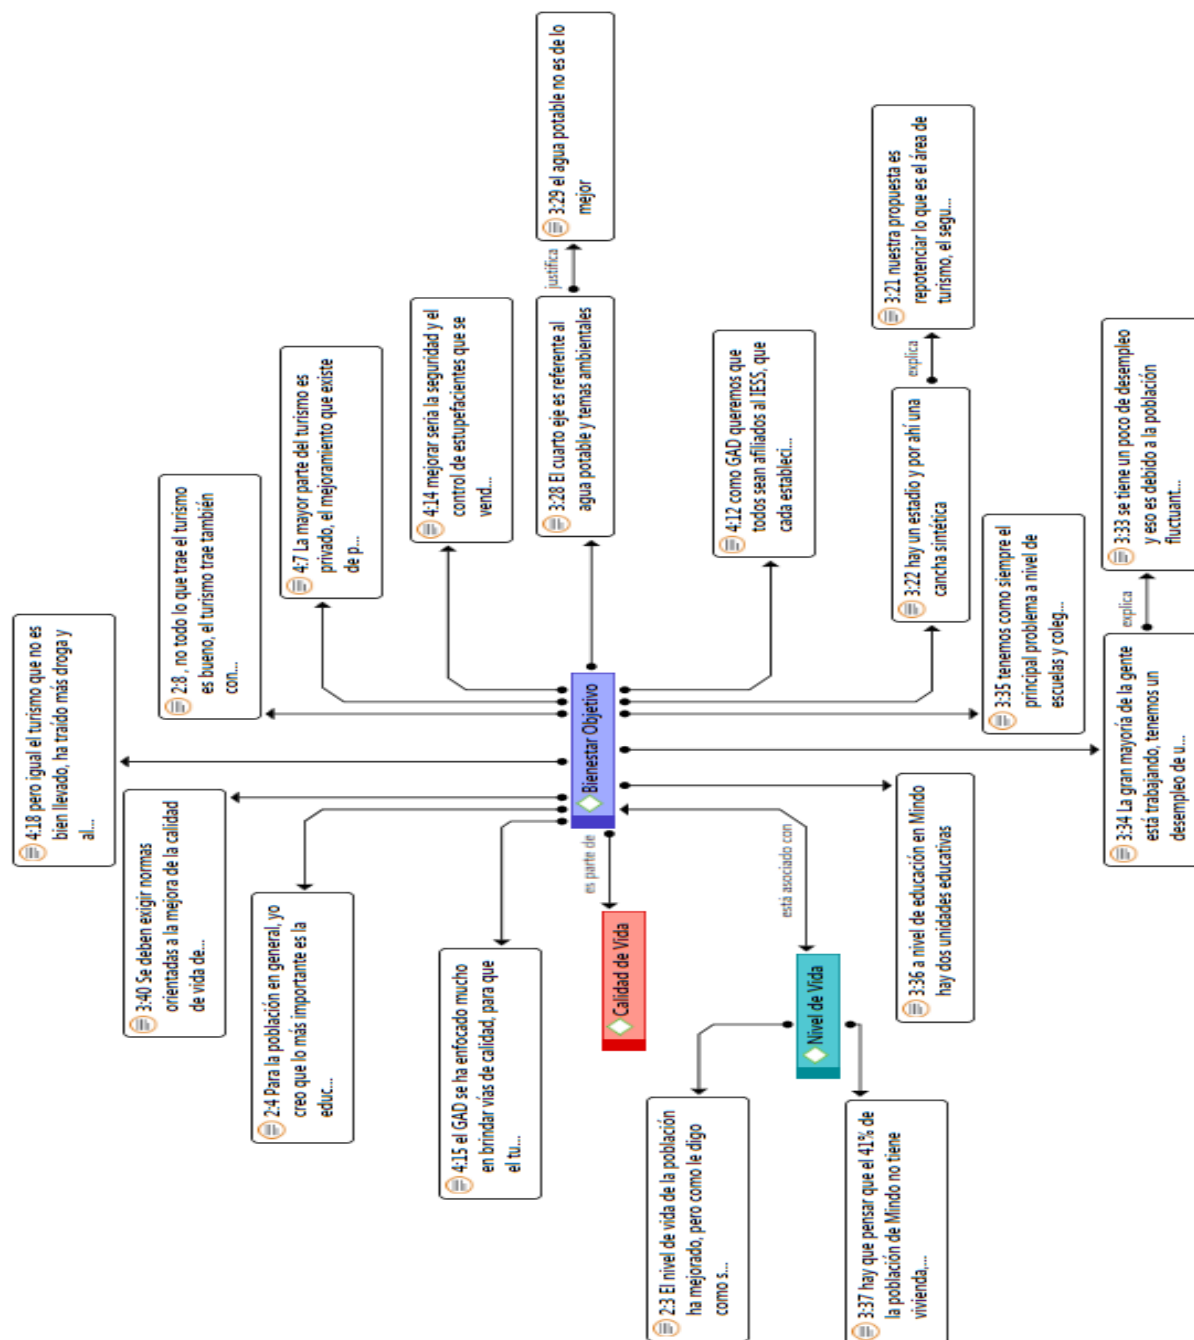 4:18 pero igual el turismo que no es
bien llevado, ha traído más droga y
al...
3:40 Se deben exigir normas
orientadas a la mejora de la calidad
de vida de...
2:8 , no todo lo que trae el turismo
es bueno, el turismo trae también
con...
2:4 Para la población en general, yo
creo que lo más importante es la
educ...
4:7 La mayor parte del turismo es
privado, el mejoramiento que existe
de p...
4:14 mejorar seria la seguridad y el
control de estupefacientes que se
vend...
4:15 el GAD se ha enfocado mucho
en brindar vías de calidad, para que
el tu...
3:28 El cuarto eje es referente al
agua potable y temas ambientales
justifica
3:29 el agua potable no es de lo
mejor
Bienestar Objetivo
es parte de
Calidad de Vida
2:3 El nivel de vida de la población
ha mejorado, pero como le digo
como s...
4:12 como GAD queremos que
todos sean afiliados al IESS, que
cada estableci...
está asociado con
Nivel de Vida
3:37 hay que pensar que el 41% de
la población de Mindo no tiene
vivienda,...
3:36 a nivel de educación en Mindo
hay dos unidades educativas
3:22 hay un estadio y por ahí una
cancha sintética
explica
3:21 nuestra propuesta es
repotenciar lo que es el área de
turismo, el segu...
3:35 tenemos como siempre el
principal problema a nivel de
escuelas y coleg...
3:34 La gran mayoría de la gente
está trabajando, tenemos un
desempleo de u...
explica
3:33 se tiene un poco de desempleo
y eso es debido a la población
fluctuant...